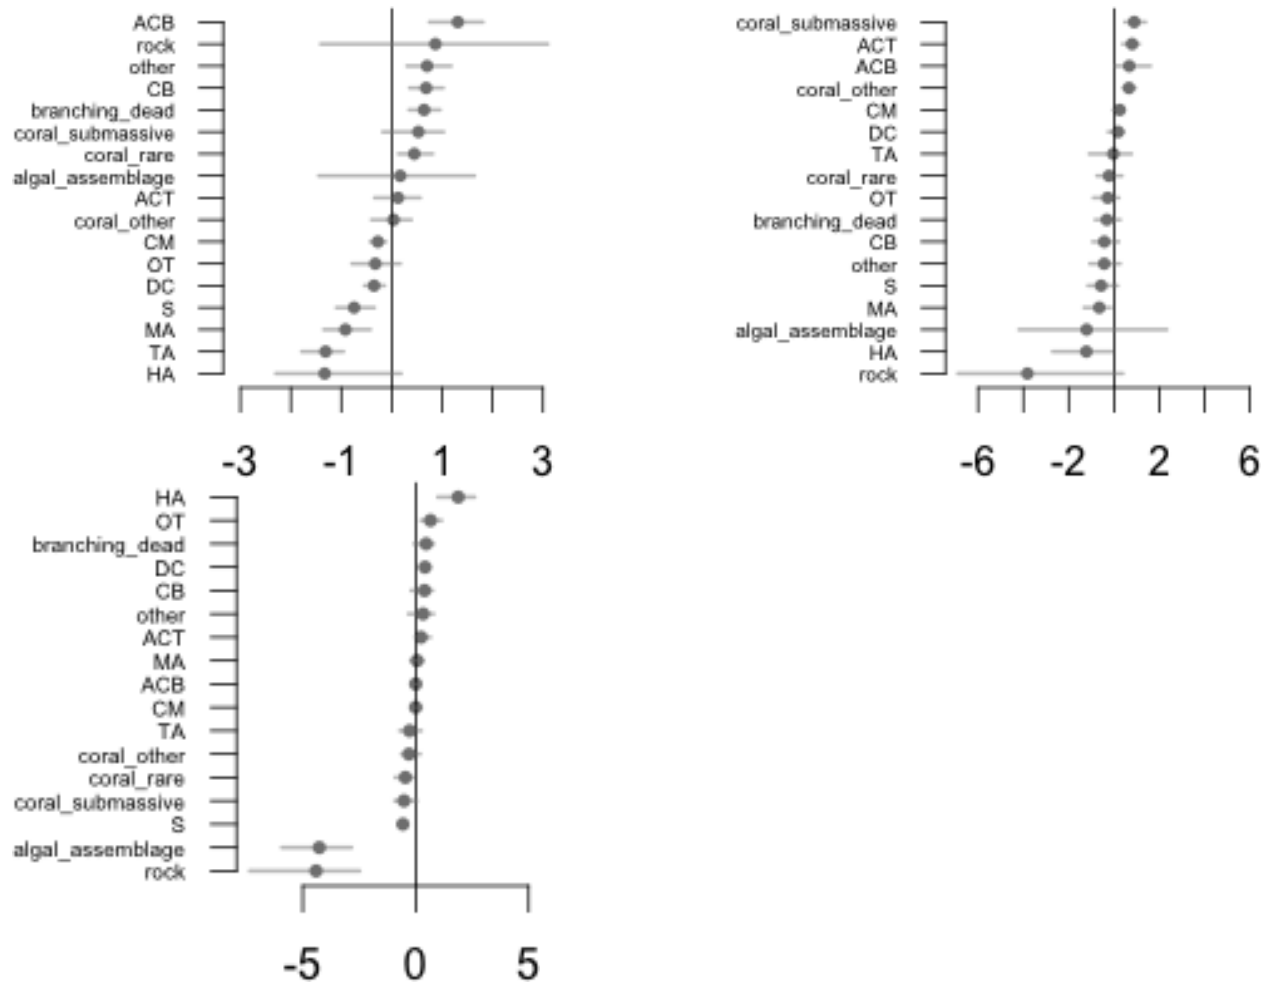 ACB
rock
other
CB
branching_dead
coral_submassive
coral_rare
algal_assemblage
ACT
coral_other
CM
OT
DC
S
MA
TA
HA
-3 -1 1 3
coral_submassive
ACT
ACB
coral_other
CM
DC
TA
coral_rare
OT
branching_dead
CB
other
S
MA
algal_assemblage
HA
rock
-6 -2 2 6
HA
OT
branching_dead
DC
CB
other
ACT
MA
ACB
CM
TA
coral_other
coral_rare
coral_submassive
S
algal_assemblage
rock
-5 0 5